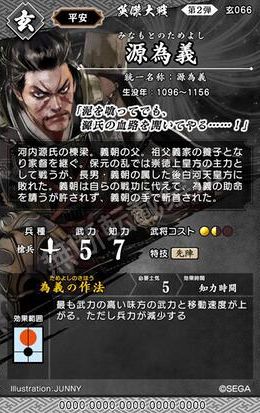 玄
平安
英傑大戦
第2弾
玄066
みなもとのためよし
源為義
統一名称:源為義
生没年:1096〜1156
「泥を啜ってでも、
源氏の血路を開いてやる……!」
河内源氏の棟梁。義朝の父。祖父義家の養子とな
り家督を継ぐ。保元の乱では崇徳上皇方の主力と
して戦うが、長男・義朝の属した後白河天皇方に
敗れた。義朝は自らの戦功に代えて、為義の助命
を請うが許されず、義朝の手で斬首された。
兵種 武力 知力 武将コスト
槍兵 5 7 特技 先陣
ためよしのさほう
為義の作法
必要士気 5
効果時間 知力時間
効果範囲
最も武力の高い味方の武力と移動速度が上
がる。ただし兵力が減少する
Illustration:JUNNY
©SEGA
0000-0000-0000-0000-0000